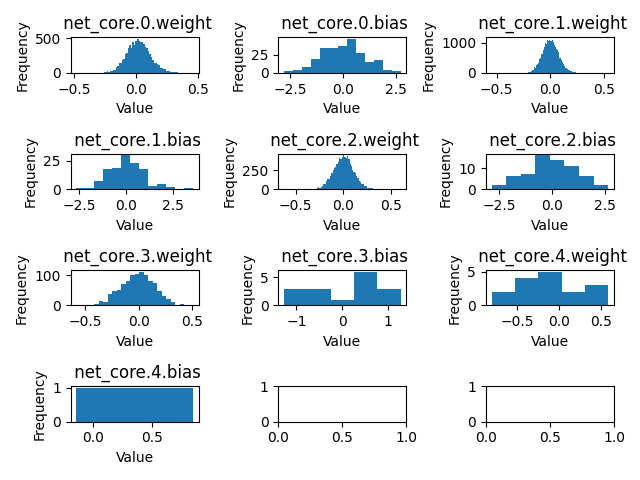 net_core.0.weight
Frequency
500
0
−0.5
0.0
0.5
Value
net_core.0.bias
Frequency
25
0
−2.5
0.0
2.5
Value
net_core.1.weight
Frequency
1000
0
−0.5
0.0
0.5
Value
net_core.1.bias
Frequency
25
0
−2.5
0.0
2.5
Value
net_core.2.weight
Frequency
250
0
−0.5
0.0
0.5
Value
net_core.2.bias
Frequency
10
0
−2.5
0.0
2.5
Value
net_core.3.weight
Frequency
100
0
−0.5
0.0
0.5
Value
net_core.3.bias
Frequency
5
0
−1
0
1
Value
net_core.4.weight
Frequency
5
0
−0.5
0.0
0.5
Value
net_core.4.bias
Frequency
1
0
0.0
0.5
Value
1
0
0.0
0.5
1.0
1
0
0.0
0.5
1.0